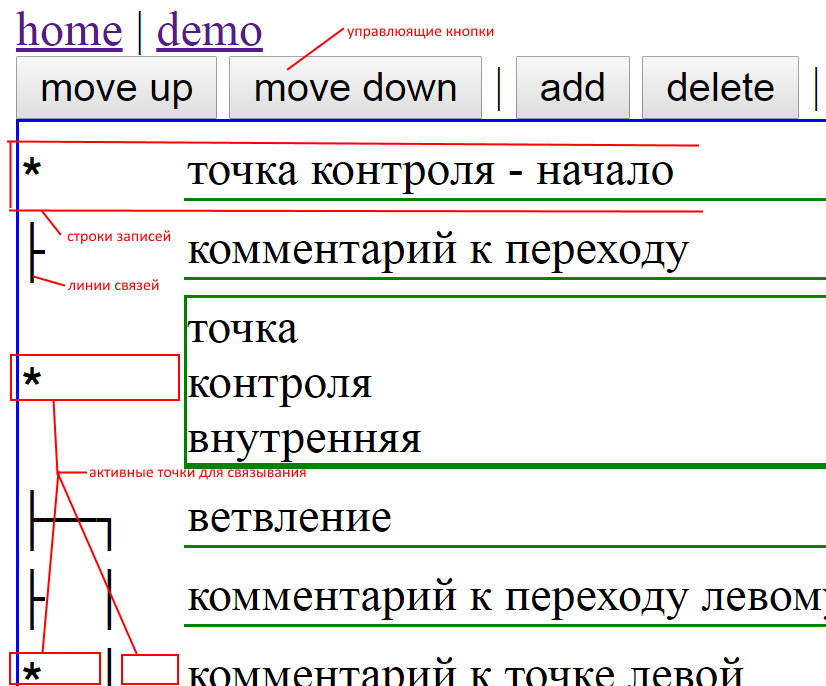 home | demo
управлюящие кнопки
move up move down | add delete |
* точка контроля - начало
строки записей
├ комментарий к переходу
линии связей
точка
* контроля
внутренняя
активные точки для связывания
├──┐ ветвление
├ │ комментарий к переходу левому
* │ комментарий к точке левой